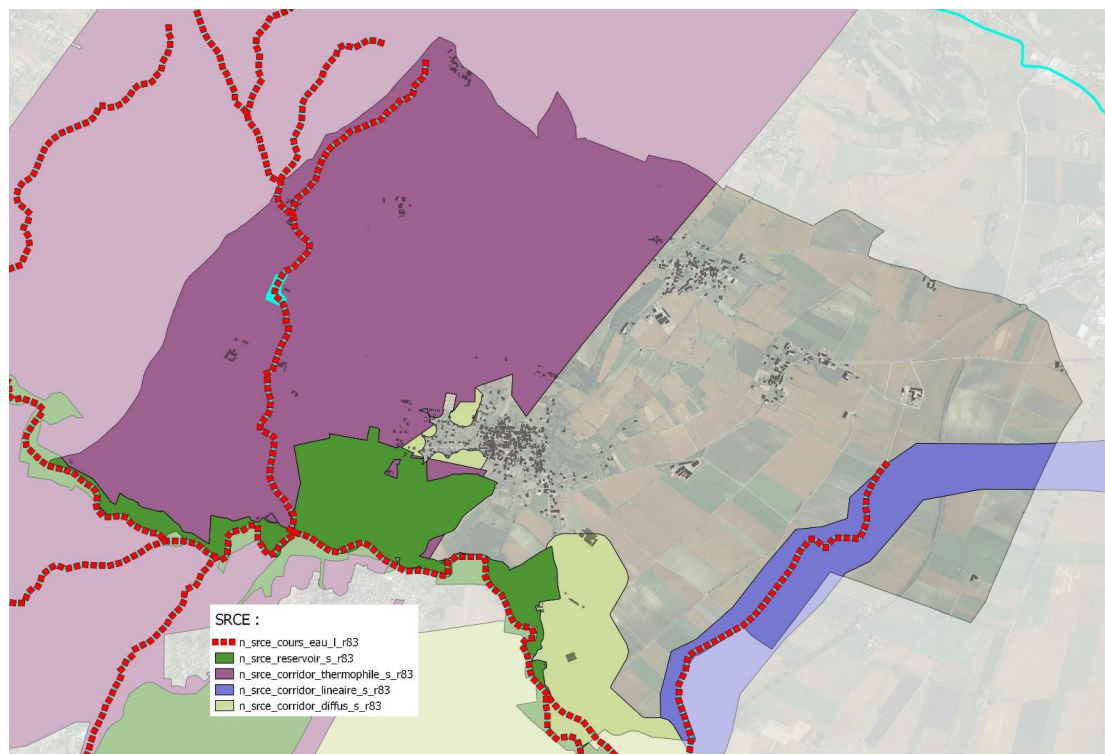 SRCE :
n_srce_cours_eau_l_r83
n_srce_reservoir_s_r83
n_srce_corridor_thermophile_s_r83
n_srce_corridor_lineaire_s_r83
n_srce_corridor_diffus_s_r83